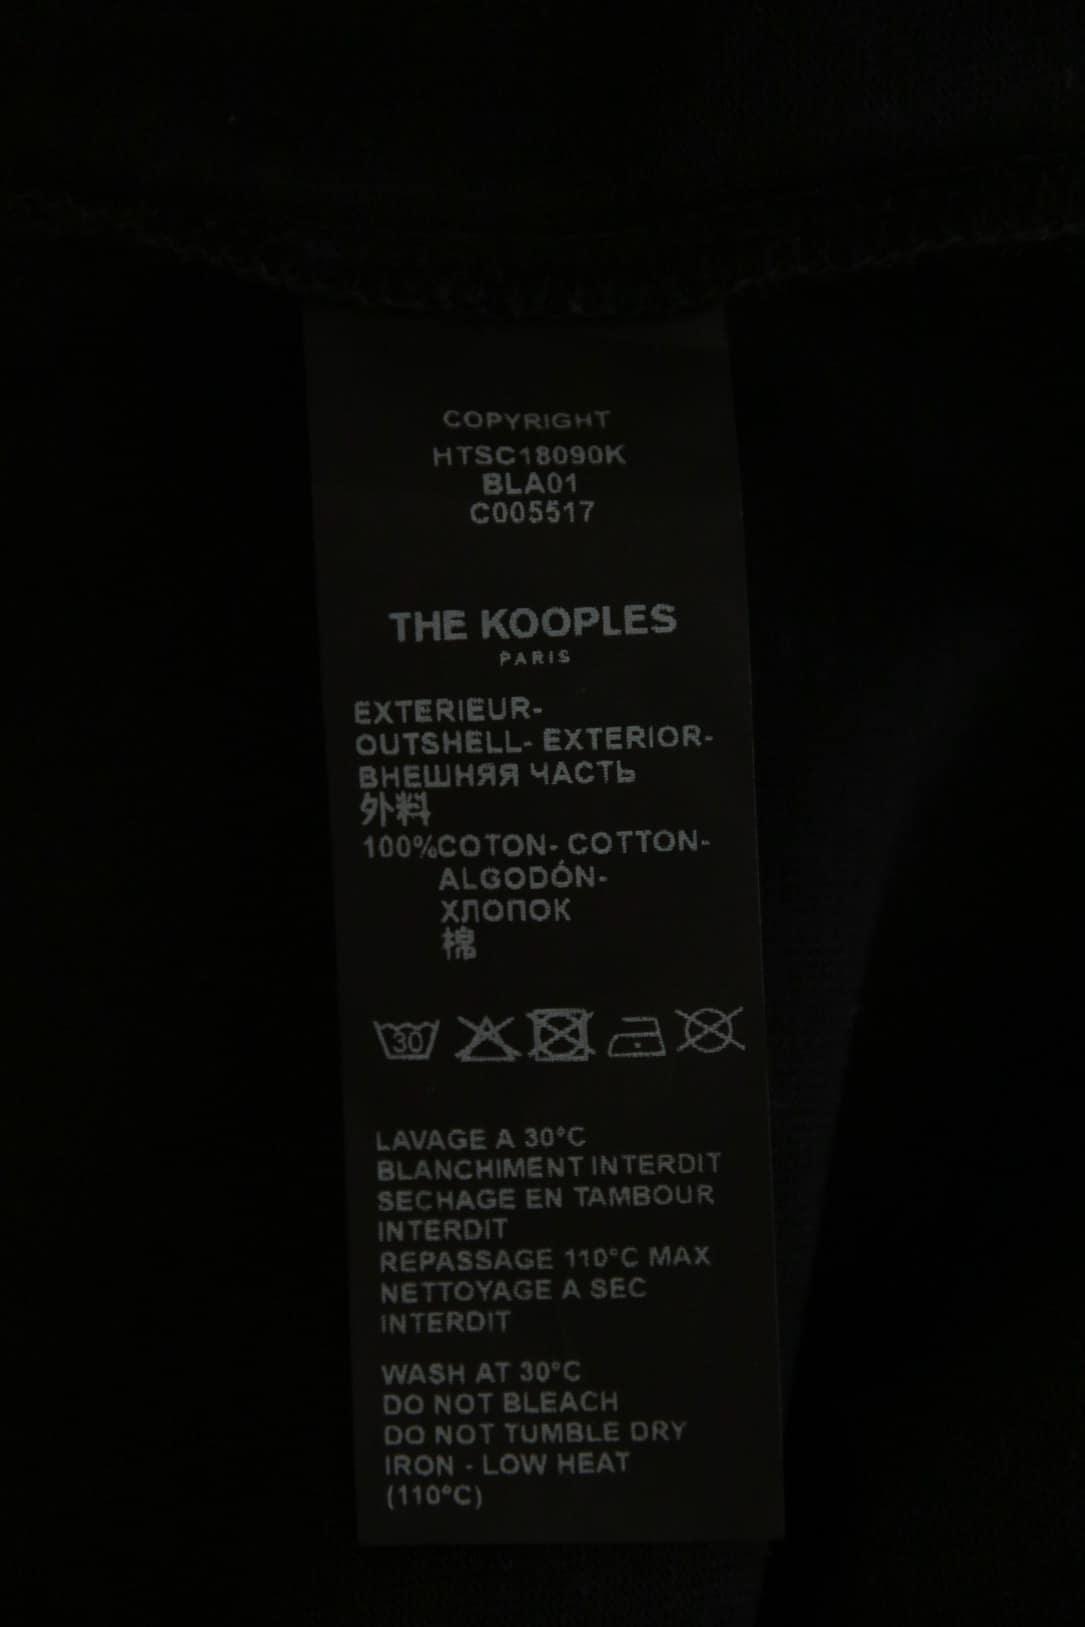 COPYRIGHT
HTSC18090K
BLA01
C005517
THE KOOPLES
PARIS
EXTERIEUR-
OUTSHELL- EXTERIOR-
ВНЕШНЯЯ ЧАСТЬ
外料
100%COTON- COTTON-
ALGODÓN-
ХЛОПОК
棉
30
LAVAGE A 30°C
BLANCHIMENT INTERDIT
SECHAGE EN TAMBOUR
INTERDIT
REPASSAGE 110°C MAX
NETTOYAGE A SEC
INTERDIT
WASH AT 30°C
DO NOT BLEACH
DO NOT TUMBLE DRY
IRON - LOW HEAT
(110°C)